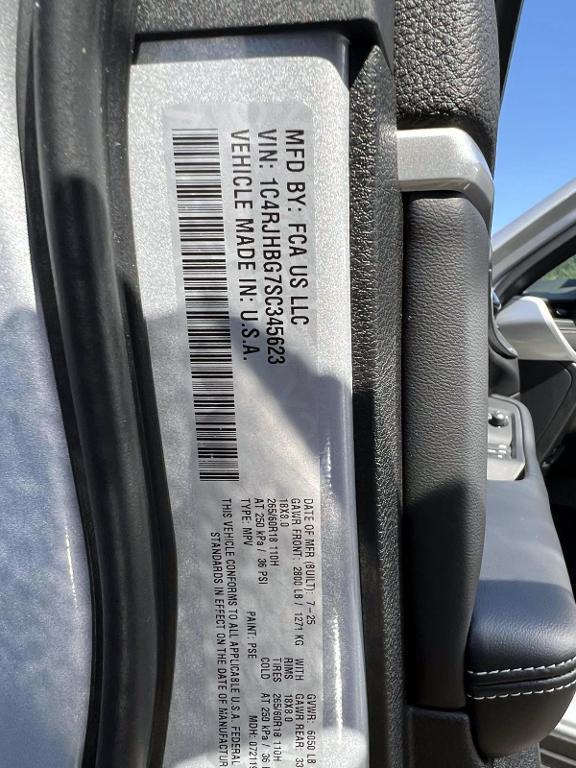 MFD BY: FCA US LLC
VIN: 1C4RJHBG7SC345623
VEHICLE MADE IN: U.S.A.
DATE OF MFR (BUILT): 7-25 GVWR: 6050 LB
GAWR FRONT: 2800 LB / 1271 KG WITH GAWR REAR:
18X8.0 RIMS 18X8.0
265/60R18 110H TIRES 265/60R18 110H
AT 250 kPa / 36 PSI COLD AT 250 kPa / 36
TYPE: MPV PAINT: PSE MDH:
THIS VEHICLE CONFORMS TO ALL APPLICABLE U.S.A. FEDERAL
STANDARDS IN EFFECT ON THE DATE OF MANUFACTUR